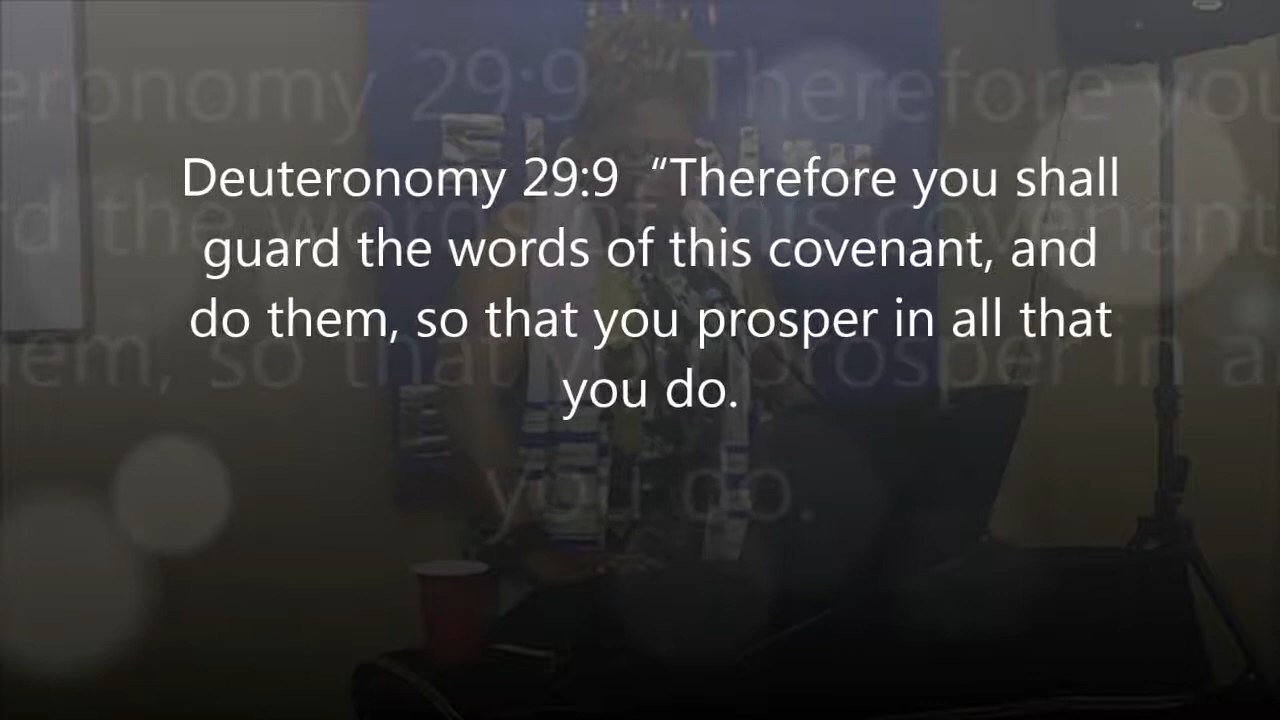 Deuteronomy 29:9 “Therefore you shall
guard the words of this covenant, and
do them, so that you prosper in all that
you do.